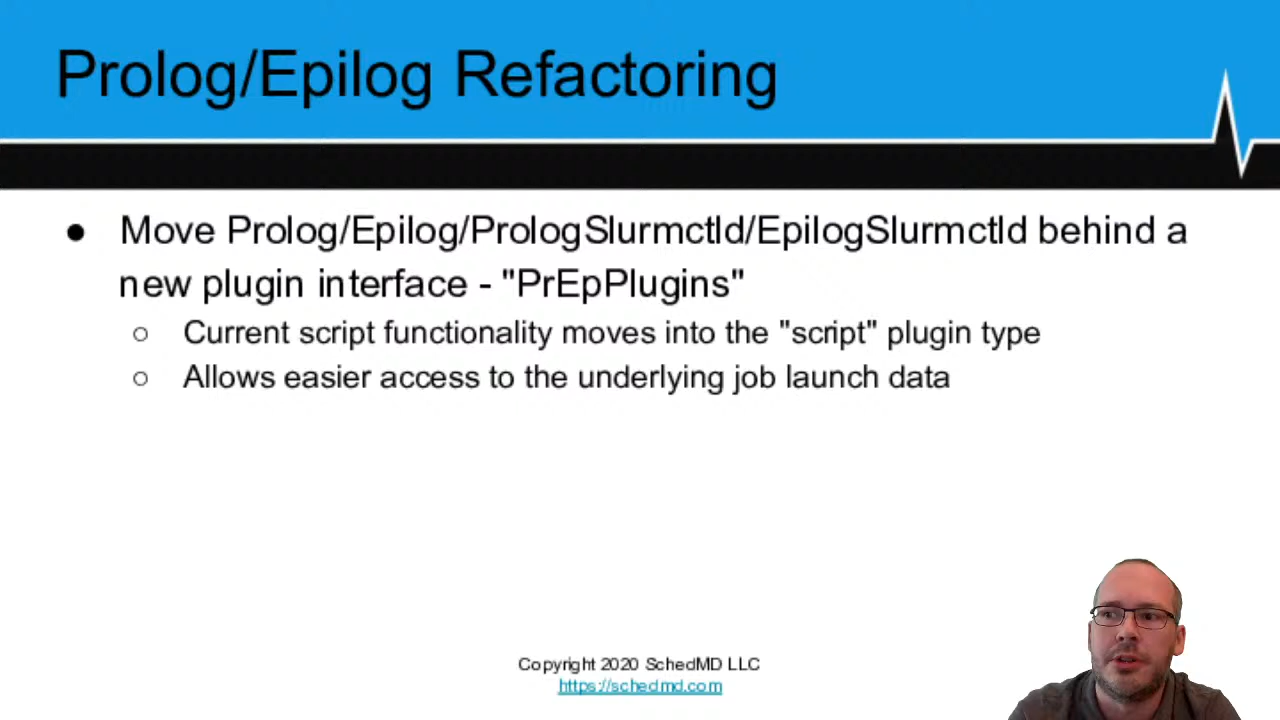 Prolog/Epilog Refactoring
● Move Prolog/Epilog/PrologSlurmctld/EpilogSlurmctld behind a
new plugin interface - "PrEpPlugins"
○ Current script functionality moves into the "script" plugin type
○ Allows easier access to the underlying job launch data
Copyright 2020 SchedMD LLC
https://schedmd.com